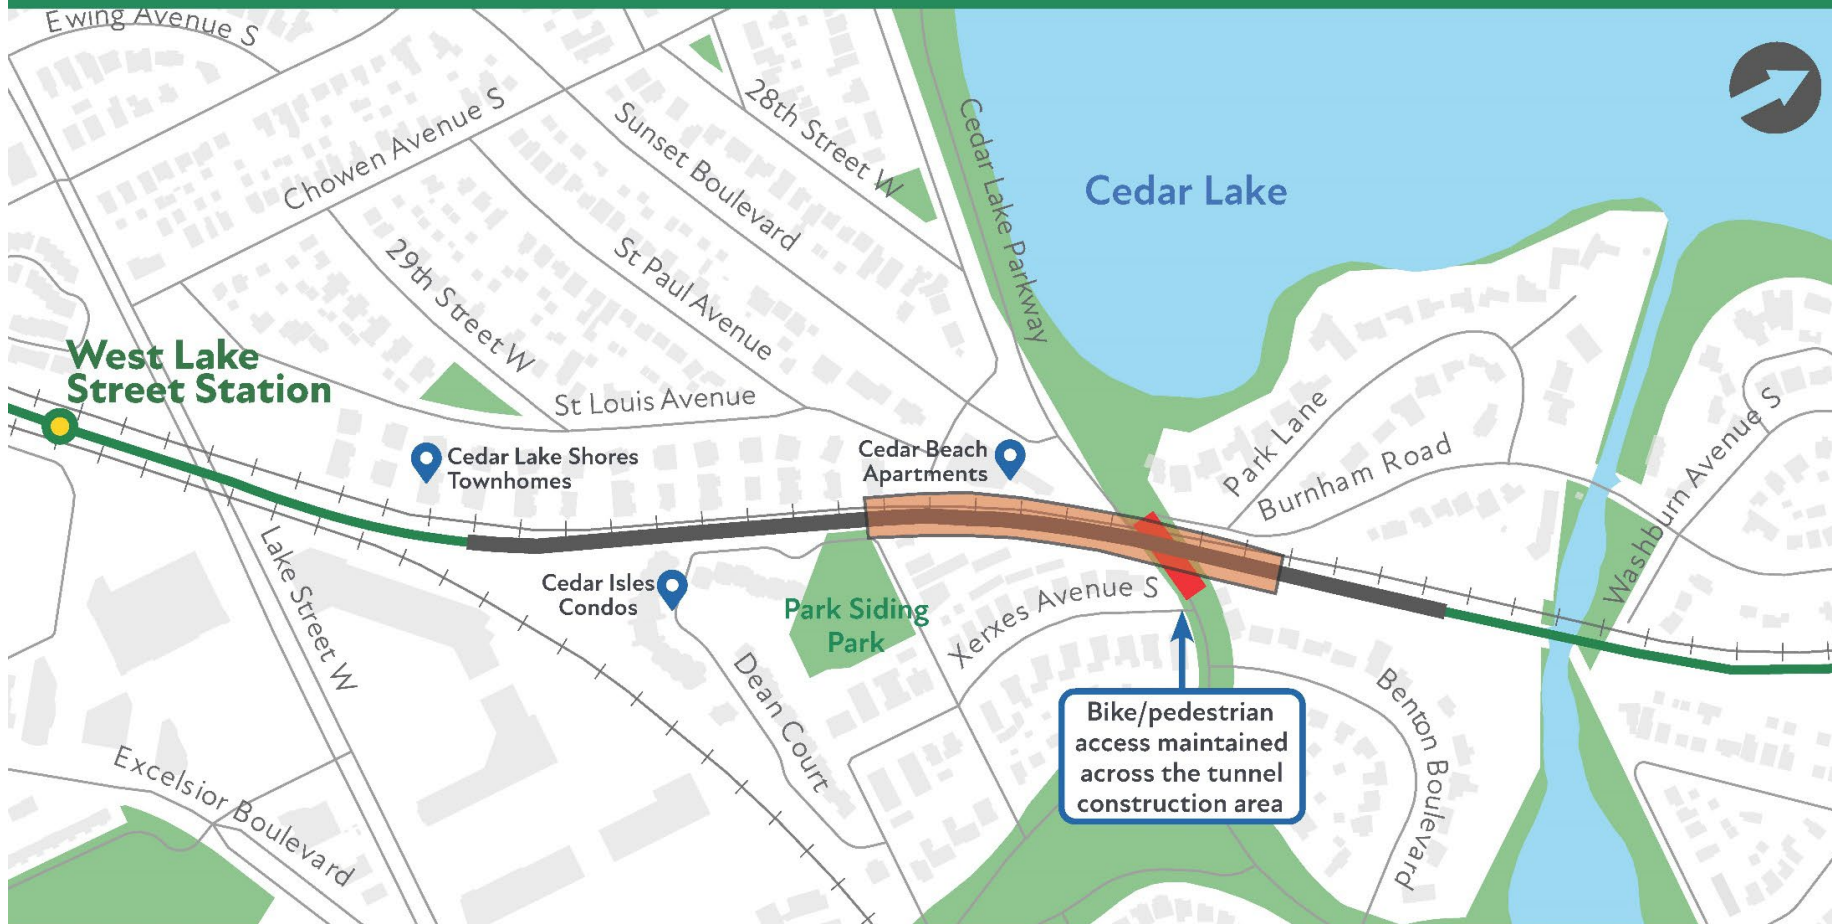 Ewing Avenue S
Chowen Avenue S
Sunset Boulevard
28th Street W
Cedar Lake Parkway
Cedar Lake
29th Street W
St Paul Avenue
West Lake
Street Station
St Louis Avenue
Cedar Lake Shores
Townhomes
Cedar Beach
Apartments
Park Lane
Burnham Road
Washburn Avenue S
Lake Street W
Cedar Isles
Condos
Park Siding
Park
Xerxes Avenue S
Dean Court
Benton Boulevard
Bike/pedestrian
access maintained
across the tunnel
construction area
Excelsior Boulevard